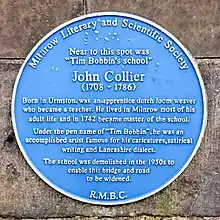 Milnrow Literary and Scientific Society
Near to this spot was
"Tim Bobbin's school"
John Collier
(1708 - 1786)
Born in Urmston, was an apprentice dutch loom weaver
who became a teacher. He lived in Milnrow most of his
adult life and in 1742 became master of the school.
Under the pen name of "Tim Bobbin", he was an
accomplished artist famous for his caricatures, satirical
writing and Lancashire dialect.
The school was demolished in the 1950s to
enable this bridge and road
to be widened.
R.M.B.C.